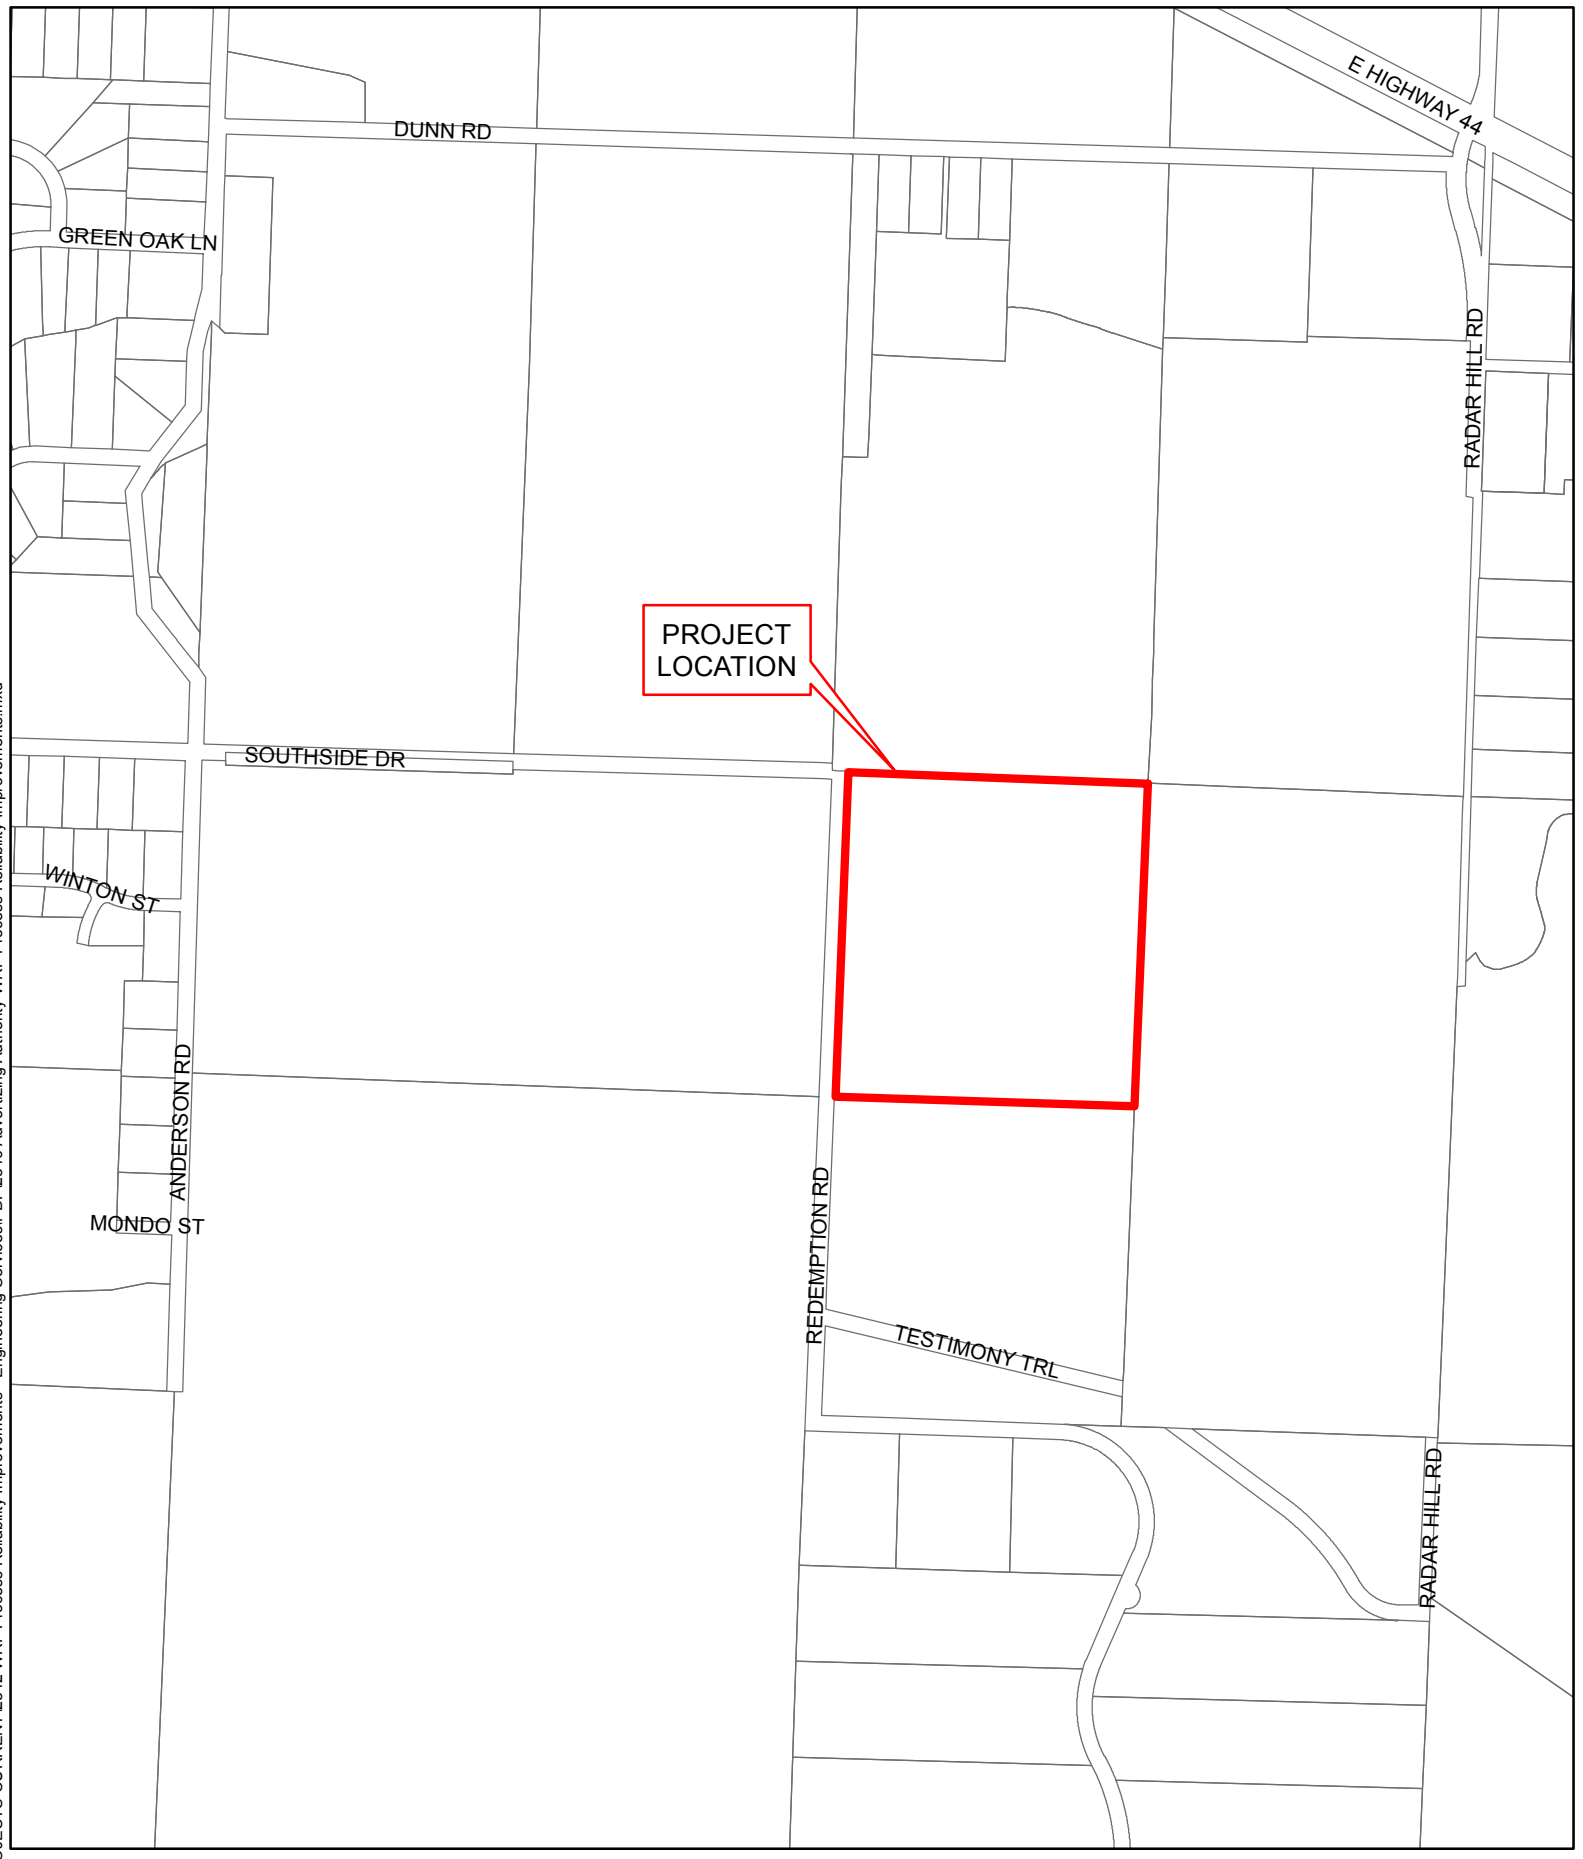 E HIGHWAY 44
DUNN RD
GREEN OAK LN
RADAR HILL RD
PROJECT
LOCATION
SOUTHSIDE DR
WINTON ST
ANDERSON RD
MONDO ST
REDEMPTION RD
TESTIMONY TRL
RADAR HILL RD